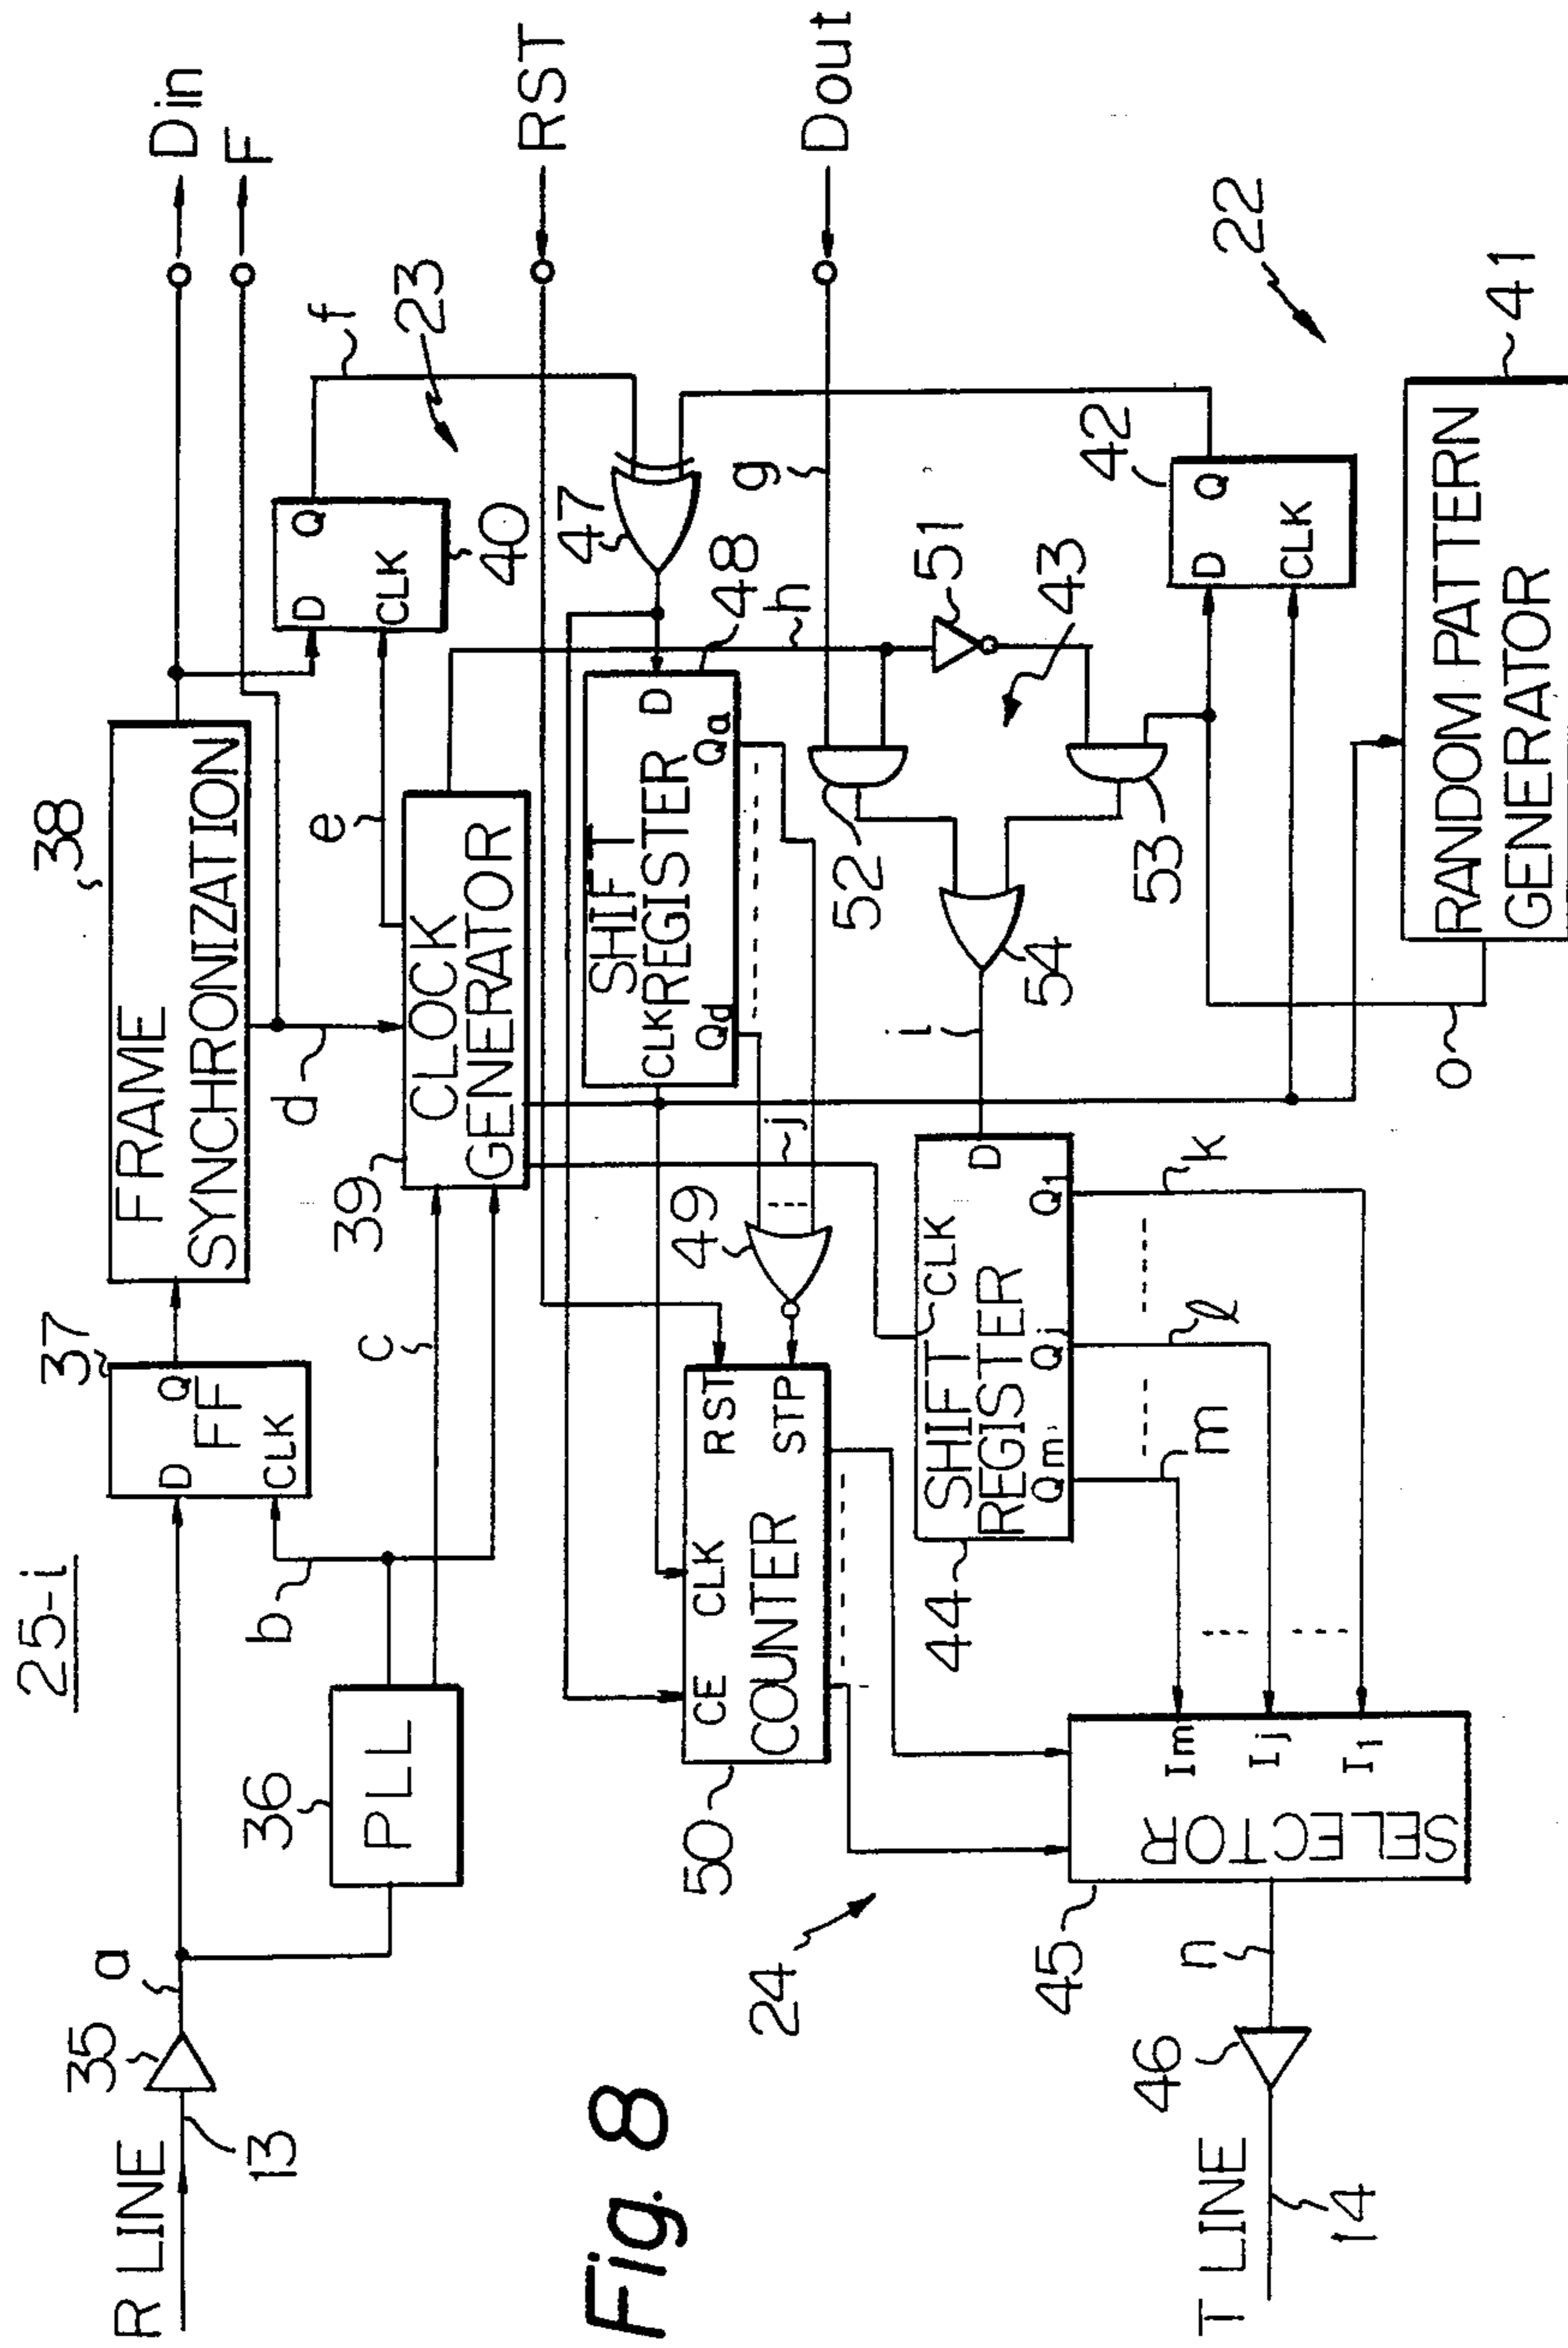 25-i
R LINE
13
35
a
36
PLL
b
c
37
D Q
FF
CLK
38
FRAME
SYNCHRONIZATION
d
Din
F
39
CLOCK
GENERATOR
e
D Q
CLK
40
f
23
RST
47
48
SHIFT
REGISTER
CLK
D
Qd
Qa
h
g
Dout
j
49
50
CE CLK RST
STP
COUNTER
51
52
43
53
54
i
44
SHIFT
REGISTER
CLK
D
Qm
Qj
Q1
k
ℓ
m
42
D Q
CLK
22
41
RANDOM PATTERN
GENERATOR
o
24
45
Im
Ij
I1
SELECTOR
n
46
T LINE
14
Fig. 8